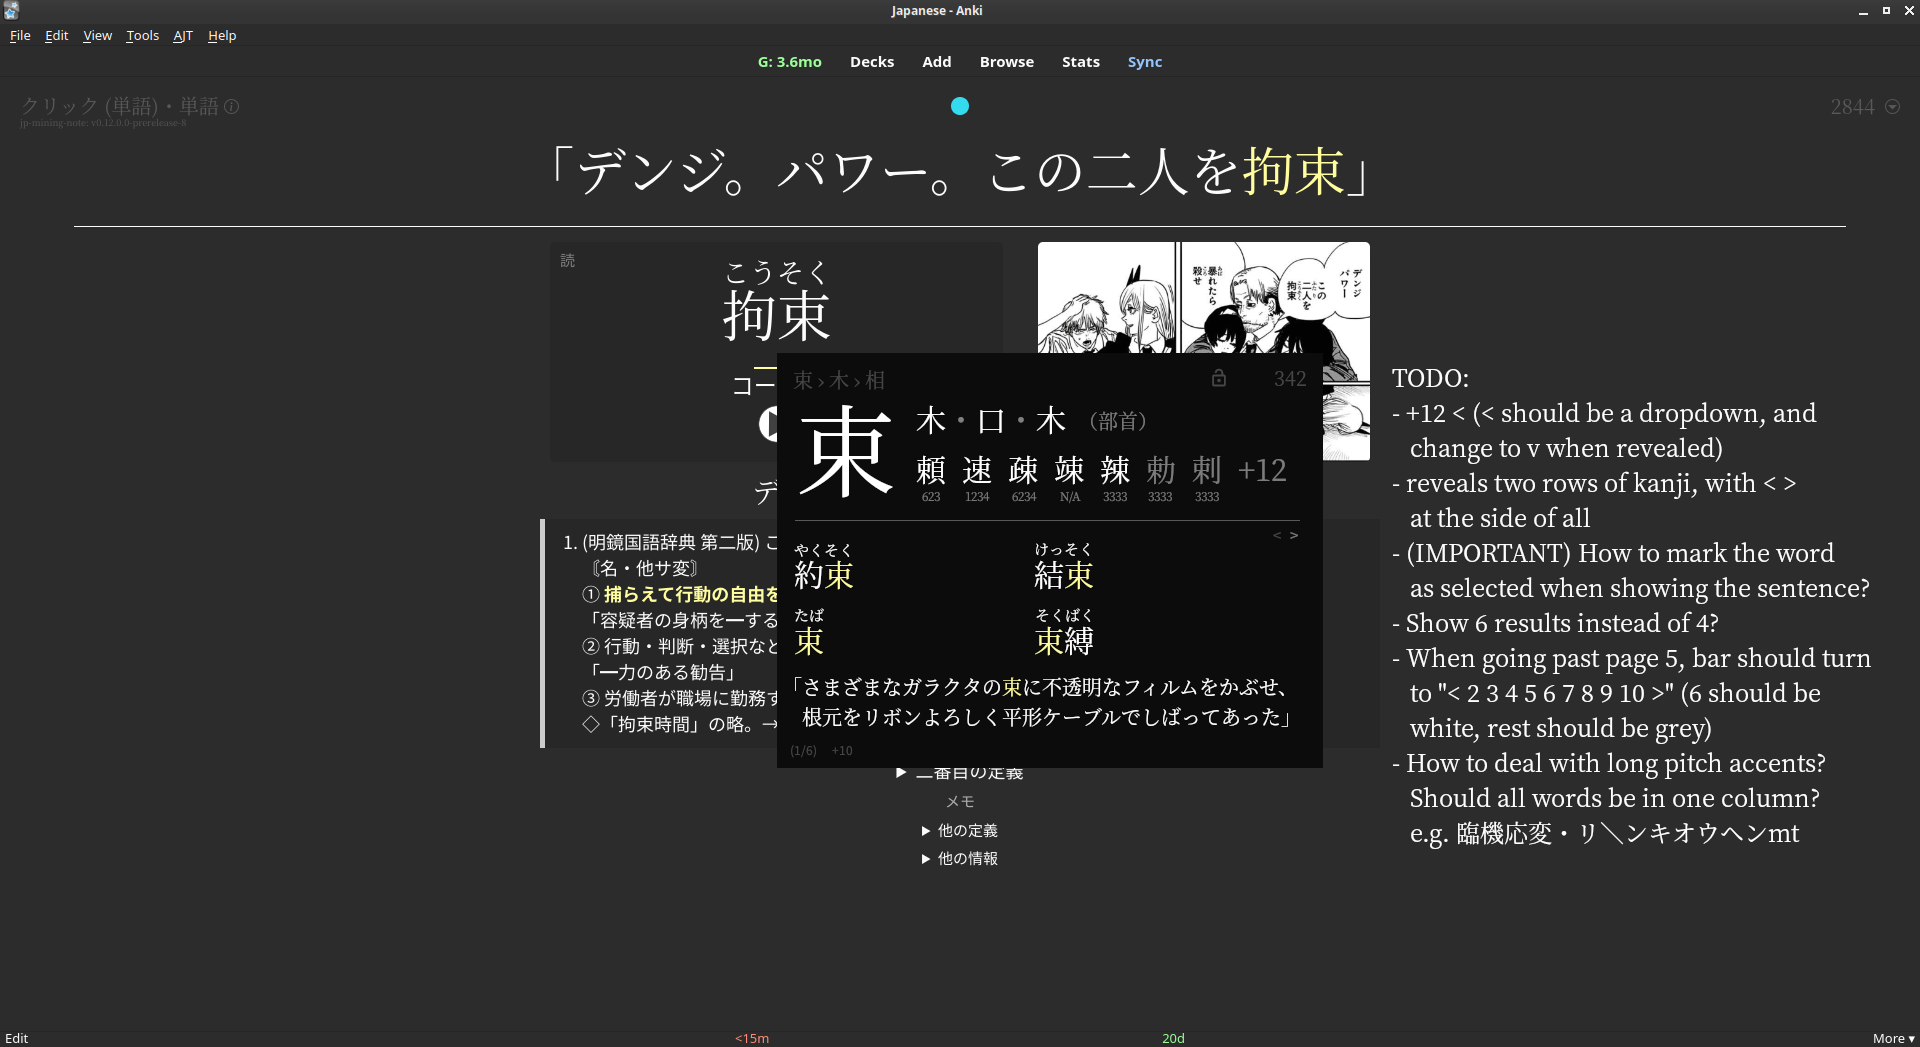 Japanese - Anki
File Edit View Tools AJT Help
G: 3.6mo Decks Add Browse Stats Sync
クリック (単語)・単語
jp-mining-note: v0.12.0.0-prerelease-8
2844
「デンジ。パワー。この二人を拘束」
読
こうそく
拘束
コー
デ
デンジ
パワー
この
二人を
拘束
暴れたら
殺せ
1. (明鏡国語辞典 第二版) こ
〘名・他サ変〙
① 捕らえて行動の自由を
「容疑者の身柄を━する
② 行動・判断・選択など
「━力のある勧告」
③ 労働者が職場に勤務す
◇「拘束時間」の略。→
束 › 木 › 相
342
束
木・口・木 （部首）
頼 速 疎 竦 辣 勅 剌 +12
623 1234 6234 N/A 3333 3333 3333
< >
やくそく
約束
けっそく
結束
たば
束
そくばく
束縛
「さまざまなガラクタの束に不透明なフィルムをかぶせ、
根元をリボンよろしく平形ケーブルでしばってあった」
(1/6) +10
▶ 二番目の定義
メモ
▶ 他の定義
▶ 他の情報
TODO:
- +12 < (< should be a dropdown, and
change to v when revealed)
- reveals two rows of kanji, with < >
at the side of all
- (IMPORTANT) How to mark the word
as selected when showing the sentence?
- Show 6 results instead of 4?
- When going past page 5, bar should turn
to "< 2 3 4 5 6 7 8 9 10 >" (6 should be
white, rest should be grey)
- How to deal with long pitch accents?
Should all words be in one column?
e.g. 臨機応変・リ＼ンキオウヘンmt
Edit
<15m
20d
More ▾